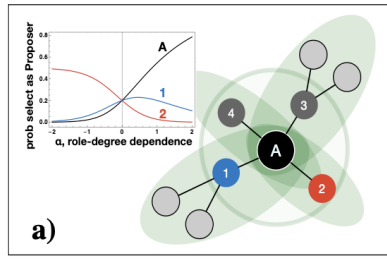 prob select as Proposer
0.8
0.6
0.4
0.2
0.0
-2 -1 0 1 2
α, role-degree dependence
A
1
2
A
1
2
3
4
a)